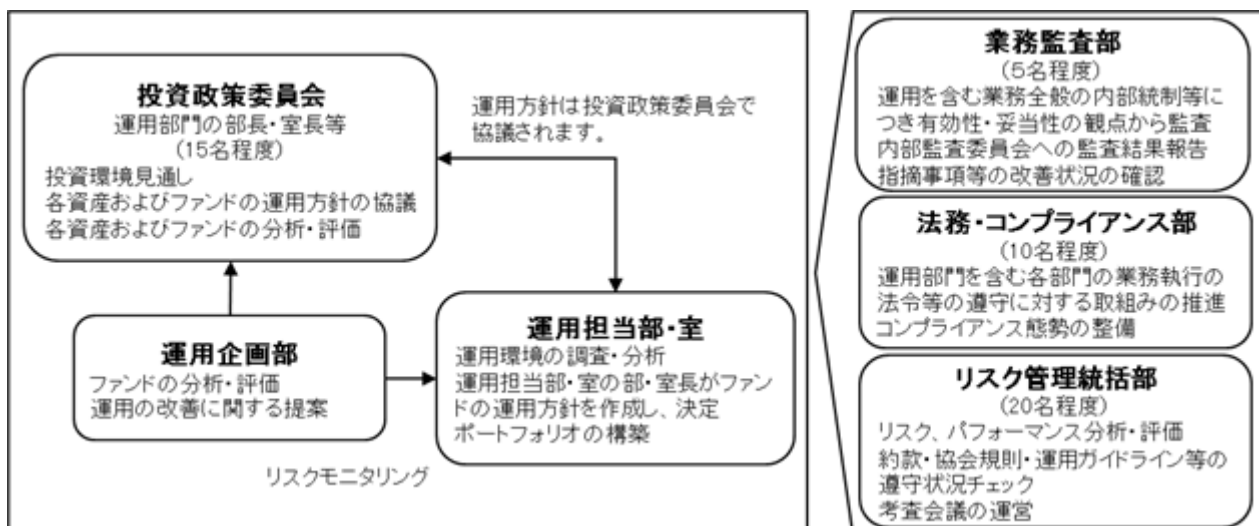 投資政策委員会
運用部門の部長・室長等
(15名程度)
投資環境見通し
各資産およびファンドの運用方針の協議
各資産およびファンドの分析・評価
運用方針は投資政策委員会で
協議されます。
運用企画部
ファンドの分析・評価
運用の改善に関する提案
運用担当部・室
運用環境の調査・分析
運用担当部・室の部・室長がファン
ドの運用方針を作成し、決定
ポートフォリオの構築
リスクモニタリング
業務監査部
(5名程度)
運用を含む業務全般の内部統制等に
つき有効性・妥当性の観点から監査
内部監査委員会への監査結果報告
指摘事項等の改善状況の確認
法務・コンプライアンス部
(10名程度)
運用部門を含む各部門の業務執行の
法令等の遵守に対する取組みの推進
コンプライアンス態勢の整備
リスク管理統括部
(20名程度)
リスク、パフォーマンス分析・評価
約款・協会規則・運用ガイドライン等の
遵守状況チェック
考査会議の運営